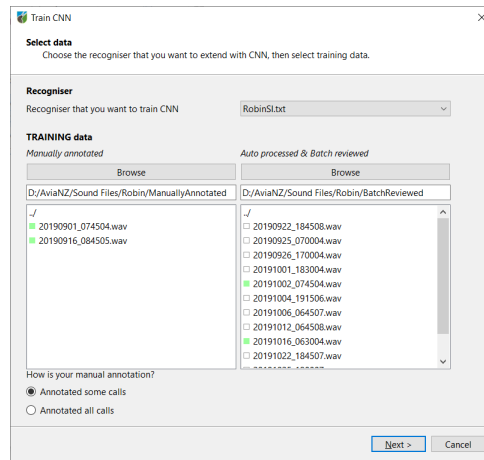 Train CNN
Select data
Choose the recogniser that you want to extend with CNN, then select training data.
Recogniser
Recogniser that you want to train CNN
RobinSI.txt
TRAINING data
Manually annotated
Auto processed & Batch reviewed
Browse
Browse
D:/AviaNZ/Sound Files/Robin/ManuallyAnnotated
D:/AviaNZ/Sound Files/Robin/BatchReviewed
../
20190901_074504.wav
20190916_084505.wav
../
20190922_184508.wav
20190925_070004.wav
20190926_170004.wav
20191001_183004.wav
20191002_074504.wav
20191004_191506.wav
20191006_064507.wav
20191012_064508.wav
20191016_063004.wav
20191022_184507.wav
How is your manual annotation?
Annotated some calls
Annotated all calls
Next >
Cancel